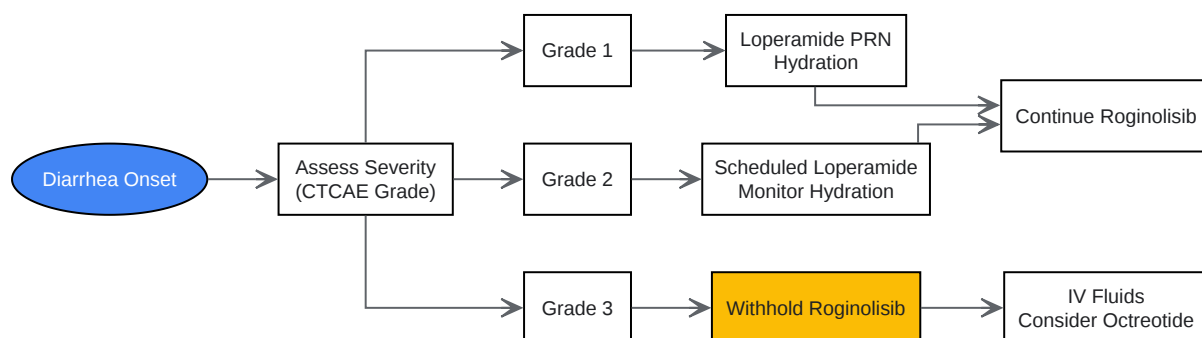 Diarrhea Onset
Assess Severity
(CTCAE Grade)
Grade 1
Loperamide PRN
Hydration
Grade 2
Scheduled Loperamide
Monitor Hydration
Continue Roginolisib
Grade 3
Withhold Roginolisib
IV Fluids
Consider Octreotide